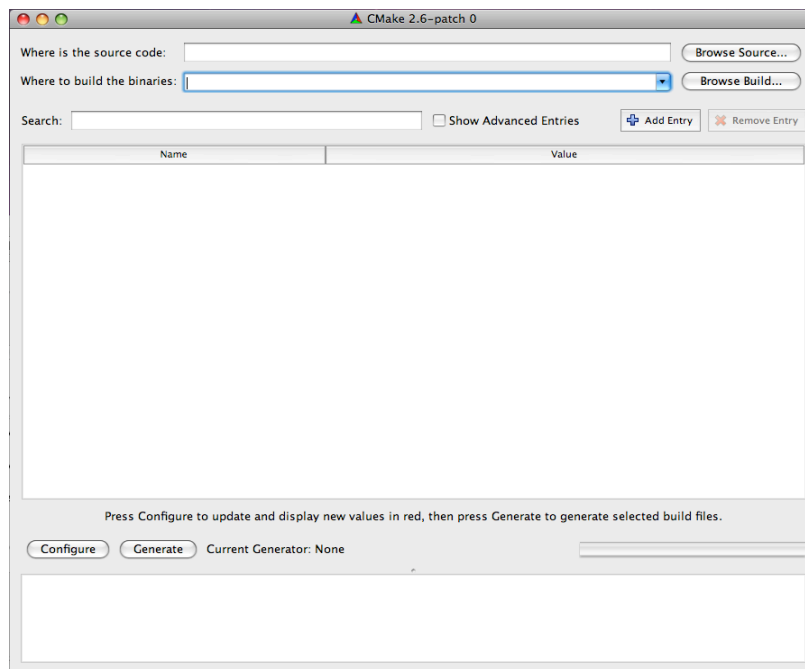 CMake 2.6-patch 0
Where is the source code: Browse Source...
Where to build the binaries: Browse Build...
Search: Show Advanced Entries Add Entry Remove Entry
Name Value
Press Configure to update and display new values in red, then press Generate to generate selected build files.
Configure Generate Current Generator: None